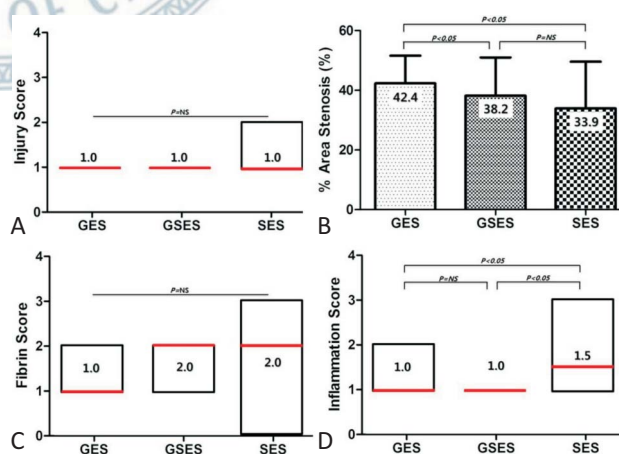 OF C
A
Injury Score
4
3
2
1
0
P=NS
1.0
1.0
1.0
GES
GSES
SES
B
% Area Stenosis (%)
60
40
20
0
P<0.05
P<0.05
P=NS
42.4
38.2
33.9
GES
GSES
SES
C
Fibrin Score
4
3
2
1
0
P=NS
1.0
2.0
2.0
GES
GSES
SES
D
Inflammation Score
4
3
2
1
0
P<0.05
P=NS
P<0.05
1.0
1.0
1.5
GES
GSES
SES